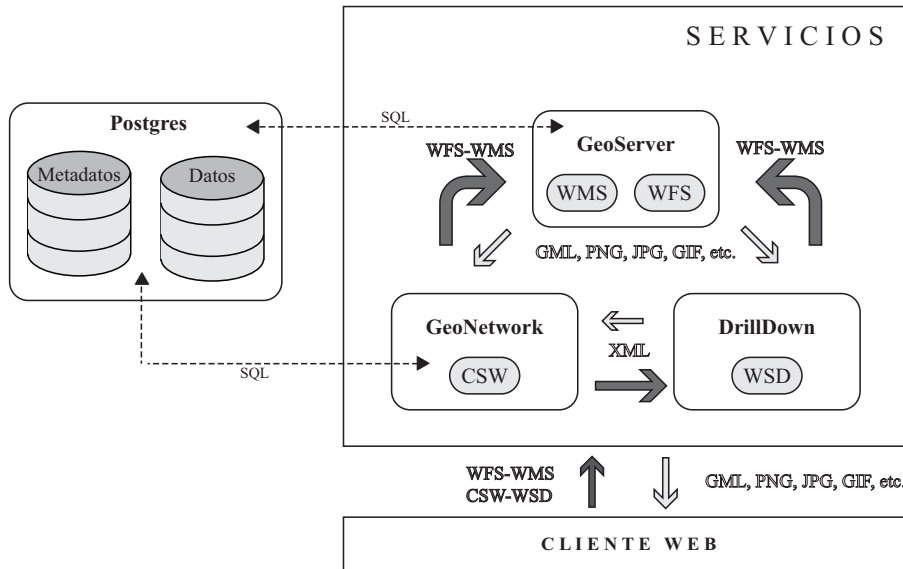 SERVICIOS
SQL
Postgres
Metadatos
Datos
WFS-WMS
GeoServer
WMS
WFS
WFS-WMS
GML, PNG, JPG, GIF, etc.
GeoNetwork
CSW
XML
DrillDown
WSD
SQL
WFS-WMS
CSW-WSD
GML, PNG, JPG, GIF, etc.
CLIENTE WEB